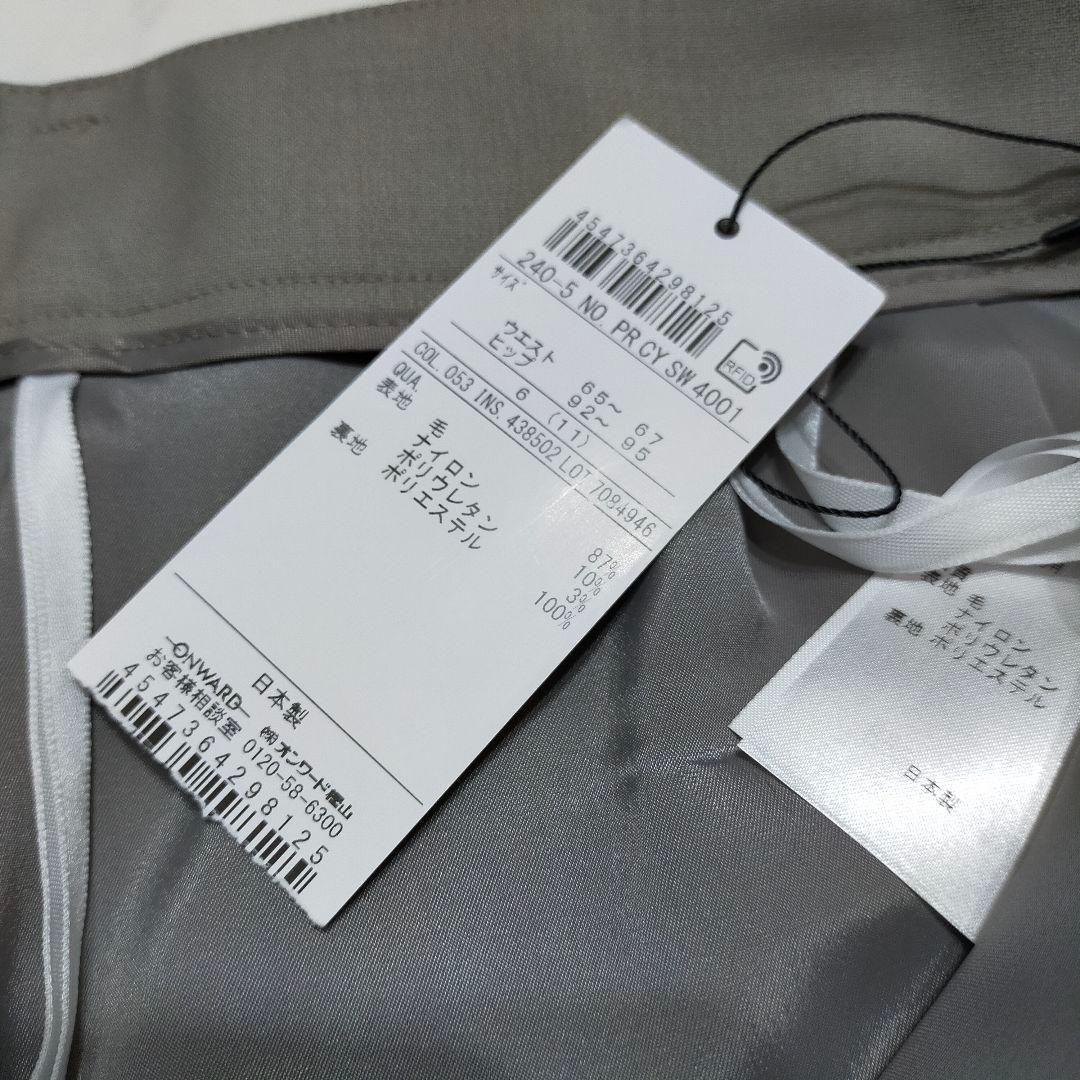 4547364298125
RFID
240-5 NO. PRCYSW4001
サイズ
ウエスト 65～ 67
ヒップ 92～ 95
6 (11)
COL. 053 INS. 438502 LOT 7084946
QUA.
表地 毛 87%
ナイロン 10%
ポリウレタン 3%
裏地 ポリエステル 100%
日本製
ONWARD ㈱オンワード樫山
お客様相談室 0120-58-6300
4547364298125
表地 毛
ナイロン
ポリウレタン
裏地 ポリエステル
日本製